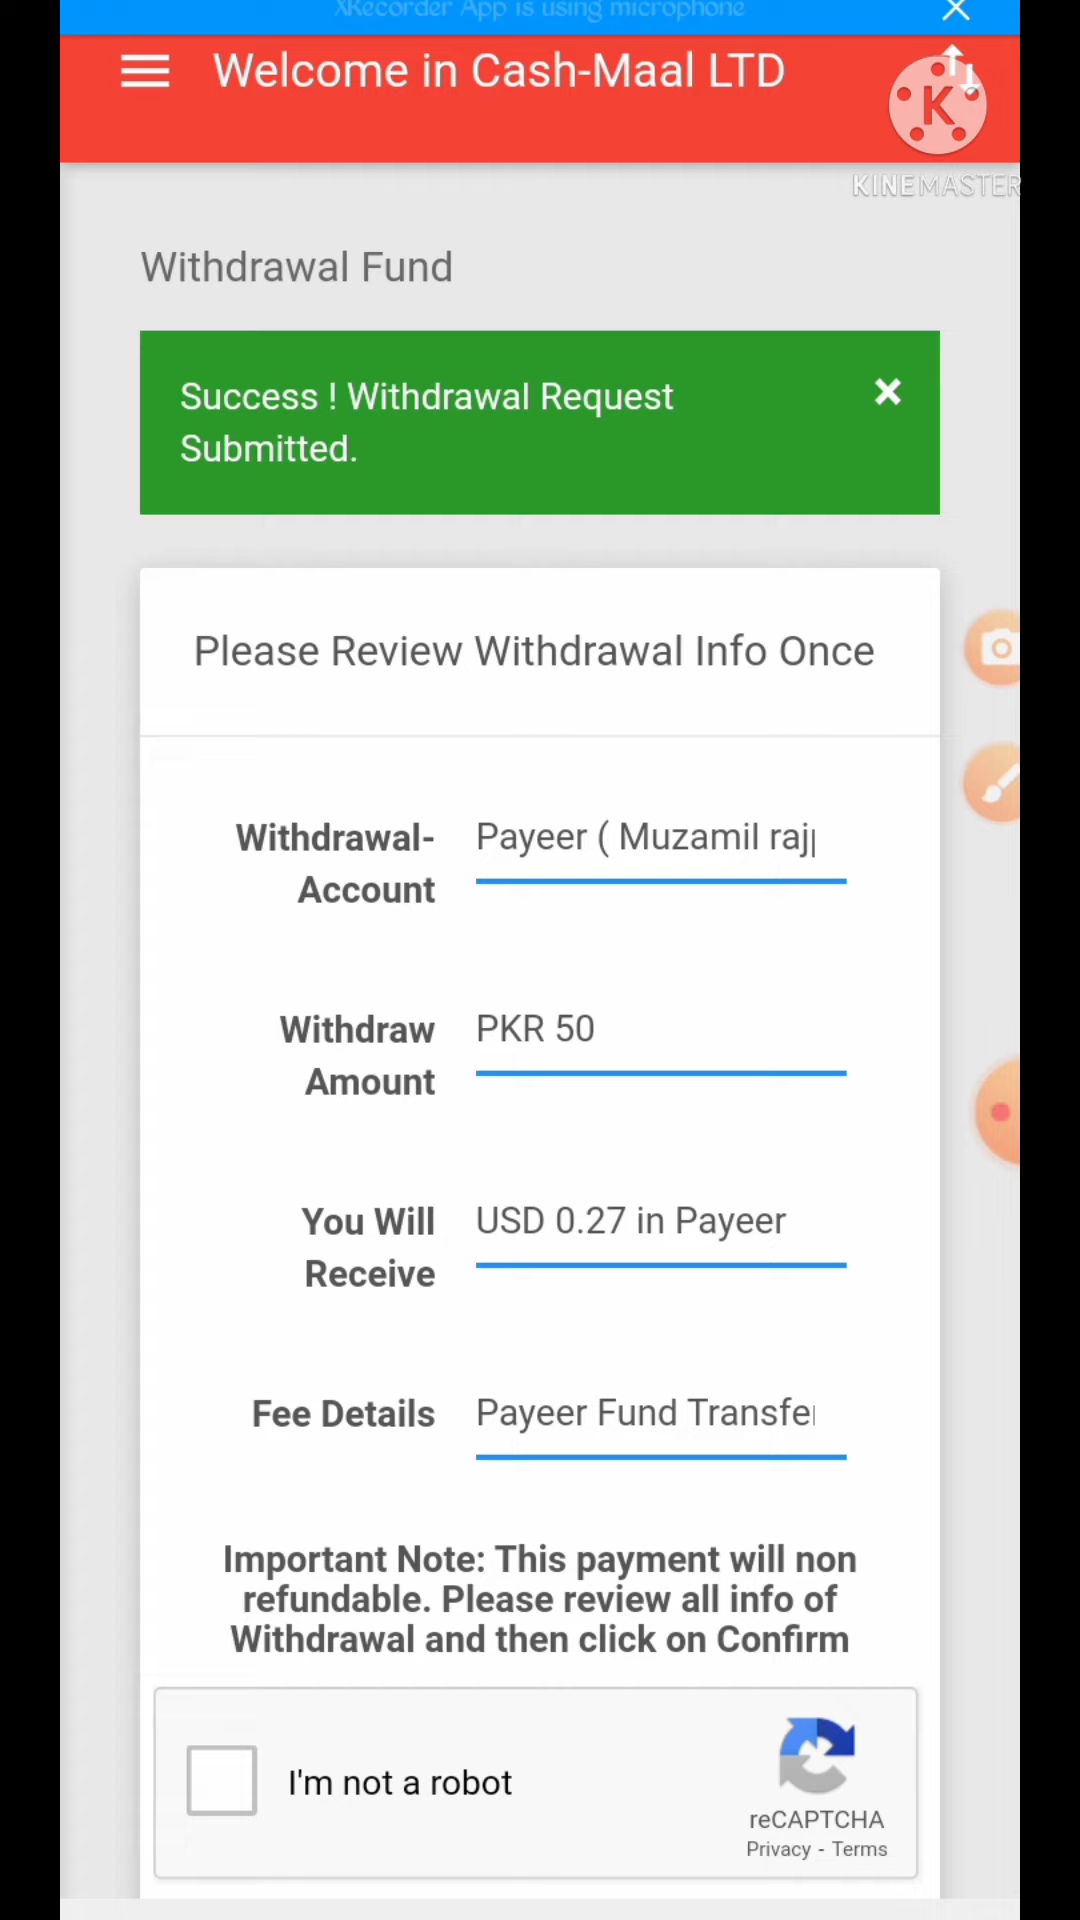 XRecorder App is using microphone
Welcome in Cash-Maal LTD
K
KINEMASTER
Withdrawal Fund
Success ! Withdrawal Request
Submitted.
Please Review Withdrawal Info Once
Withdrawal-
Account
Payeer ( Muzamil
Withdraw
Amount
PKR 50
You Will
Receive
USD 0.27 in Payeer
Fee Details
Payeer Fund
Important Note: This payment will non
refundable. Please review all info of
Withdrawal and then click on Confirm
I'm not a robot
reCAPTCHA
Privacy - Terms